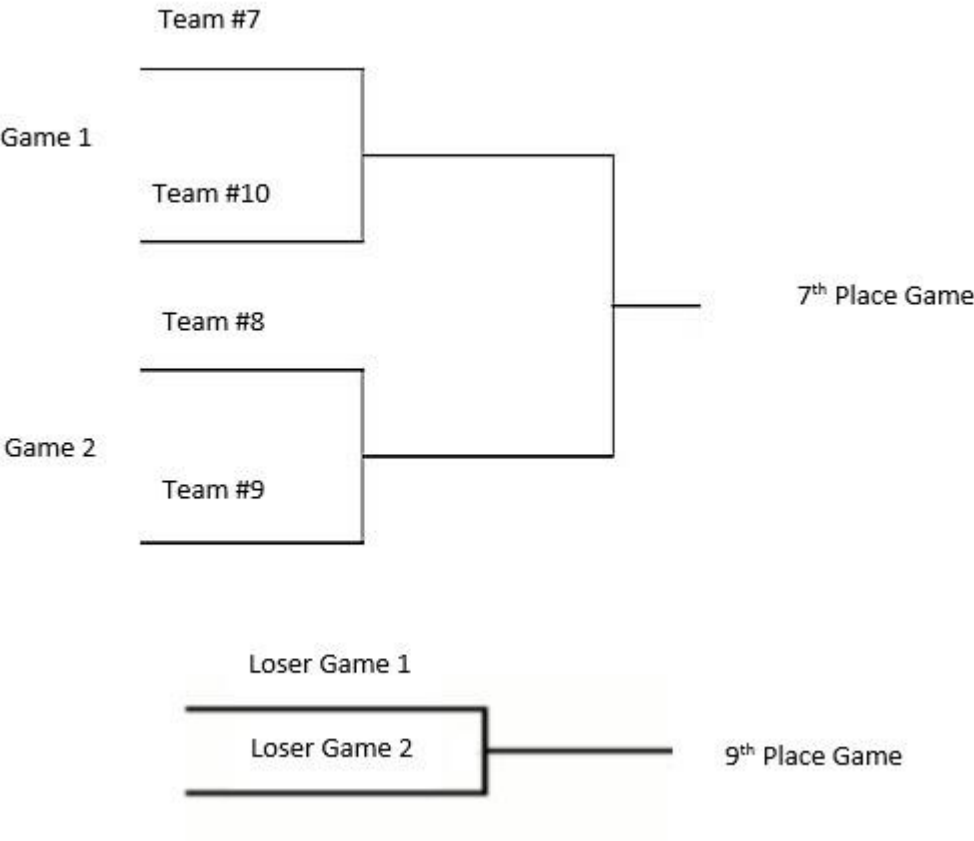 Team #7
Game 1
Team #10
Team #8
7th Place Game
Game 2
Team #9
Loser Game 1
Loser Game 2
9th Place Game